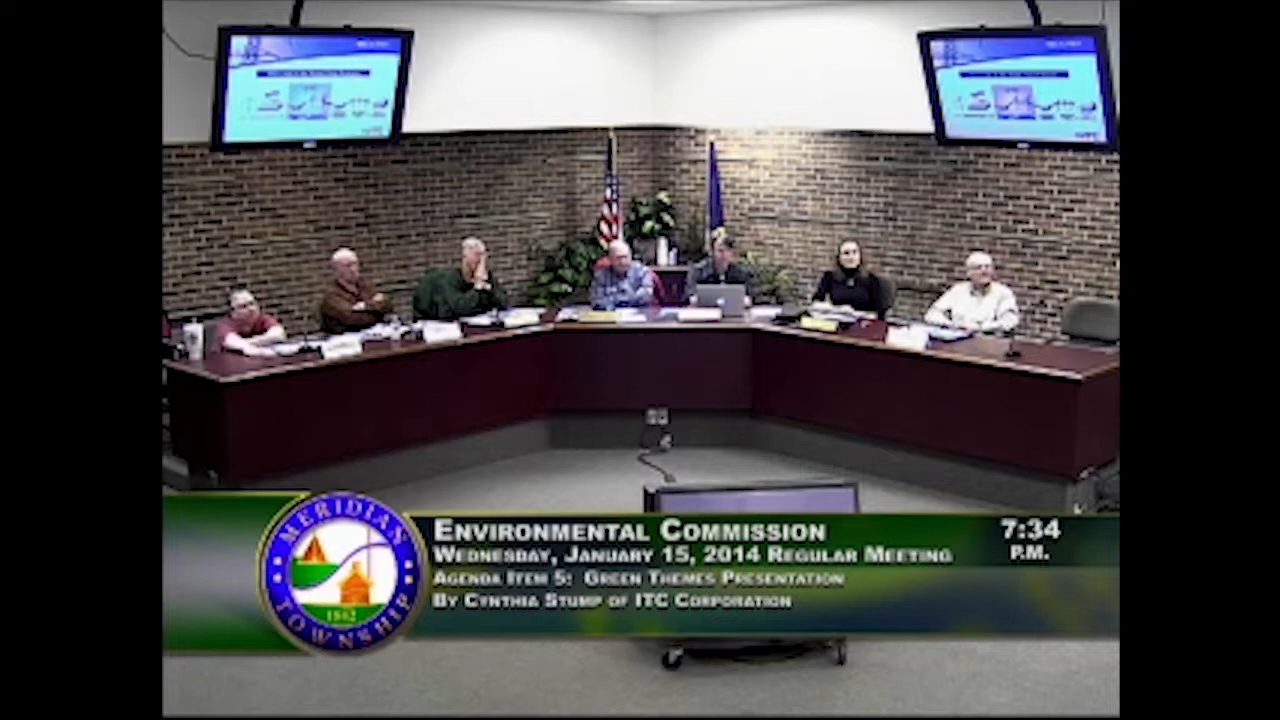 Environmental Commission
7:34
P.M.
Wednesday, January 15, 2014 Regular Meeting
Agenda Item 5: Green Themes Presentation
By Cynthia Stump of ITC Corporation
MERIDIAN
1842
TOWNSHIP